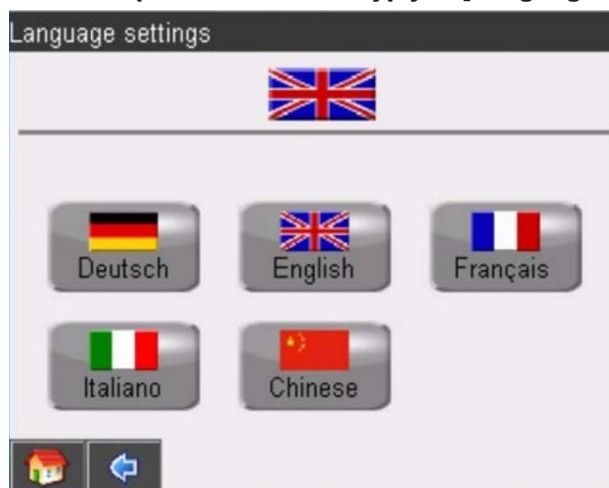 Language settings
Deutsch
English
Français
Italiano
Chinese